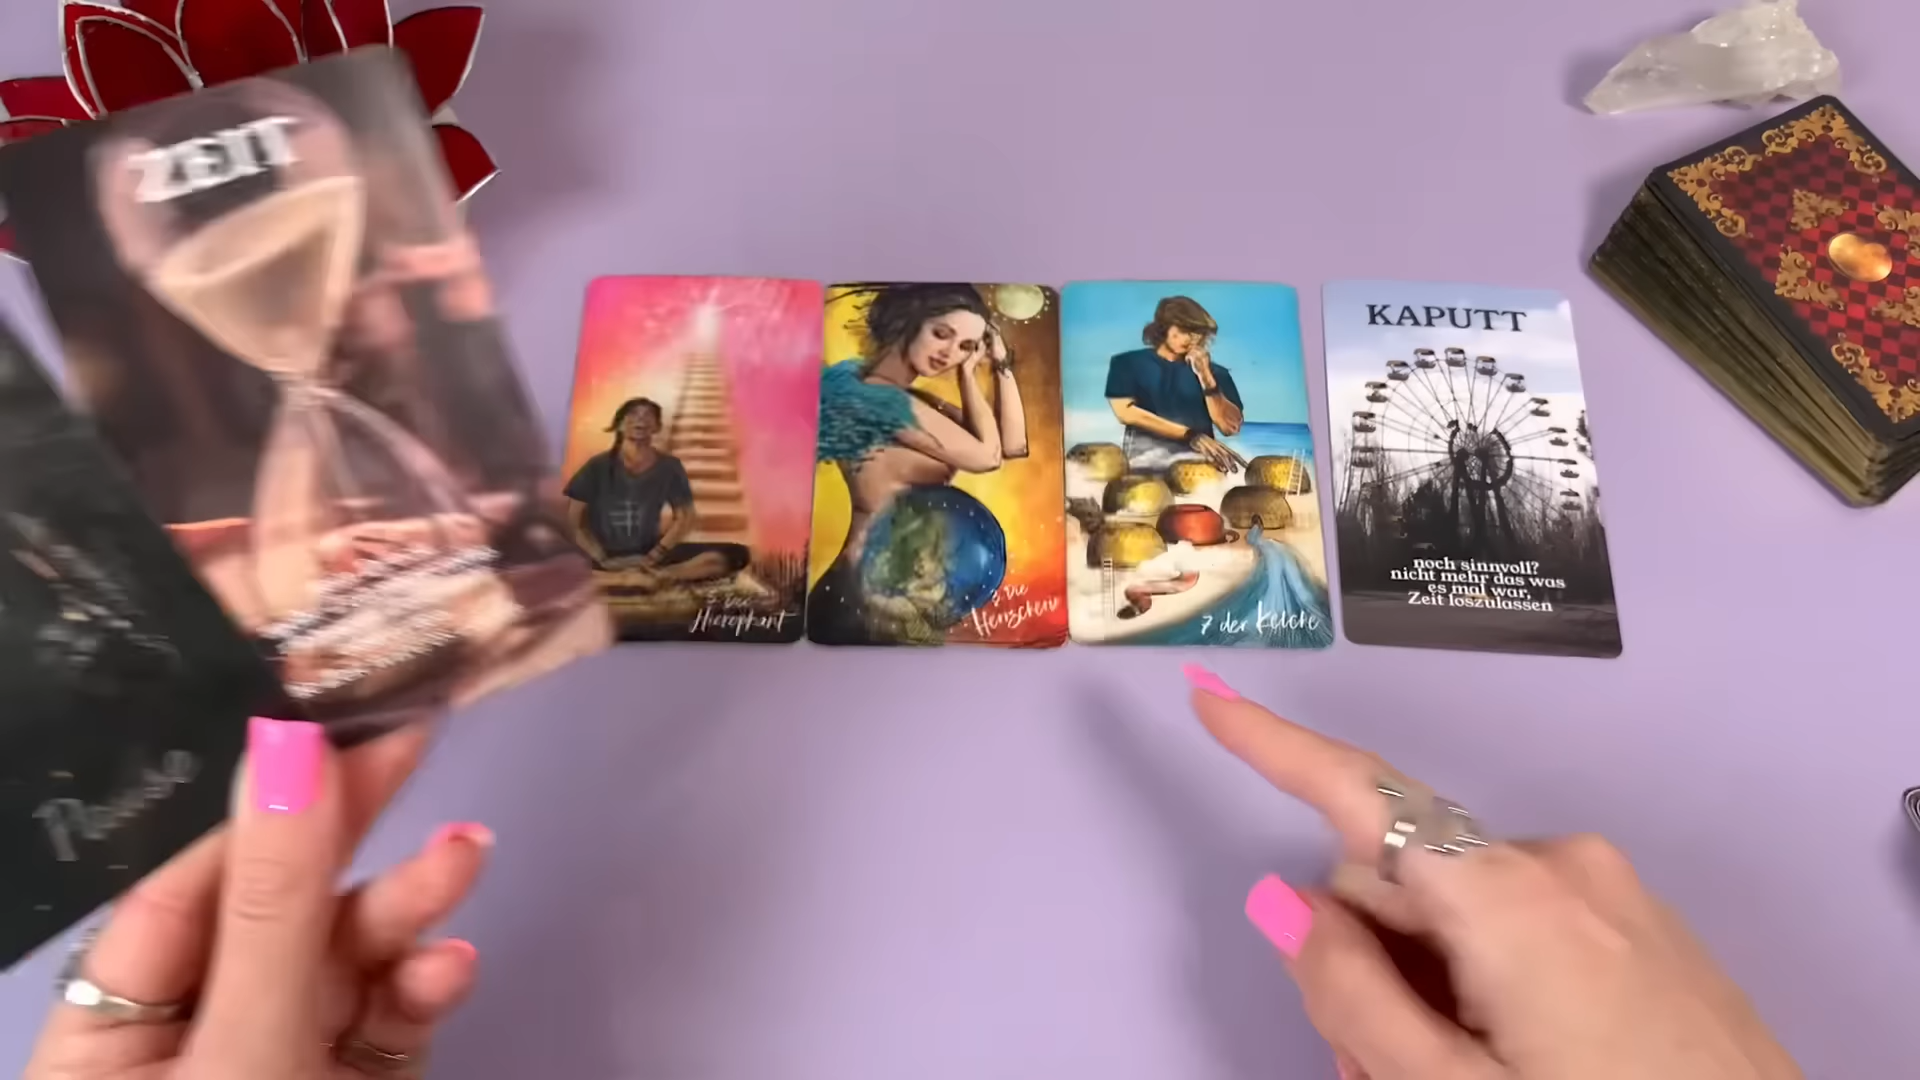 ZEIT
5. Der
Hierophant
3. Die
Herrscherin
7 der Kelche
KAPUTT
noch sinnvoll?
nicht mehr das was
es mal war,
Zeit loszulassen